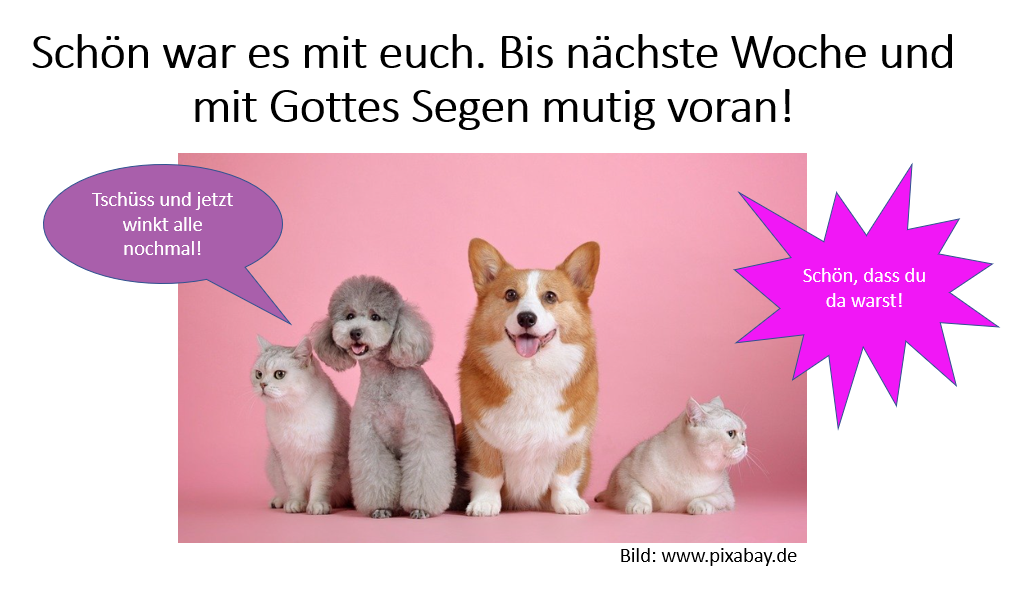 Schön war es mit euch. Bis nächste Woche und
mit Gottes Segen mutig voran!
Tschüss und jetzt
winkt alle
nochmal!
Schön, dass du
da warst!
Bild: www.pixabay.de